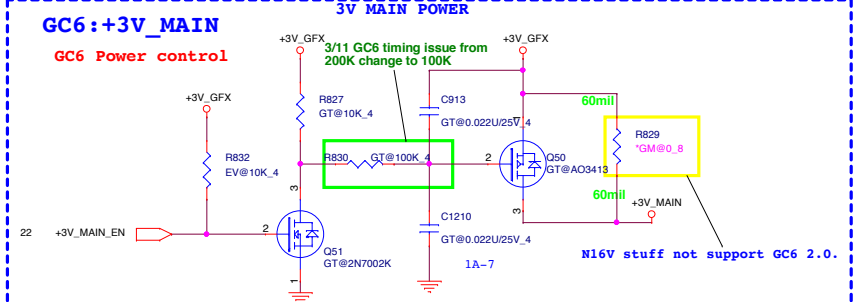 3V MAIN POWER
GC6:+3V_MAIN
GC6 Power control
3/11 GC6 timing issue from
200K change to 100K
+3V_GFX
+3V_GFX
+3V_GFX
R827
GT@10K_4
C913
GT@0.022U/25V_4
60mil
R829
*GM@0_8
R832
EV@10K_4
R830
GT@100K_4
2
Q50
GT@AO3413
3
60mil
+3V_MAIN
3
22
+3V_MAIN_EN
2
Q51
GT@2N7002K
1
C1210
GT@0.022U/25V_4
1A-7
N16V stuff not support GC6 2.0.